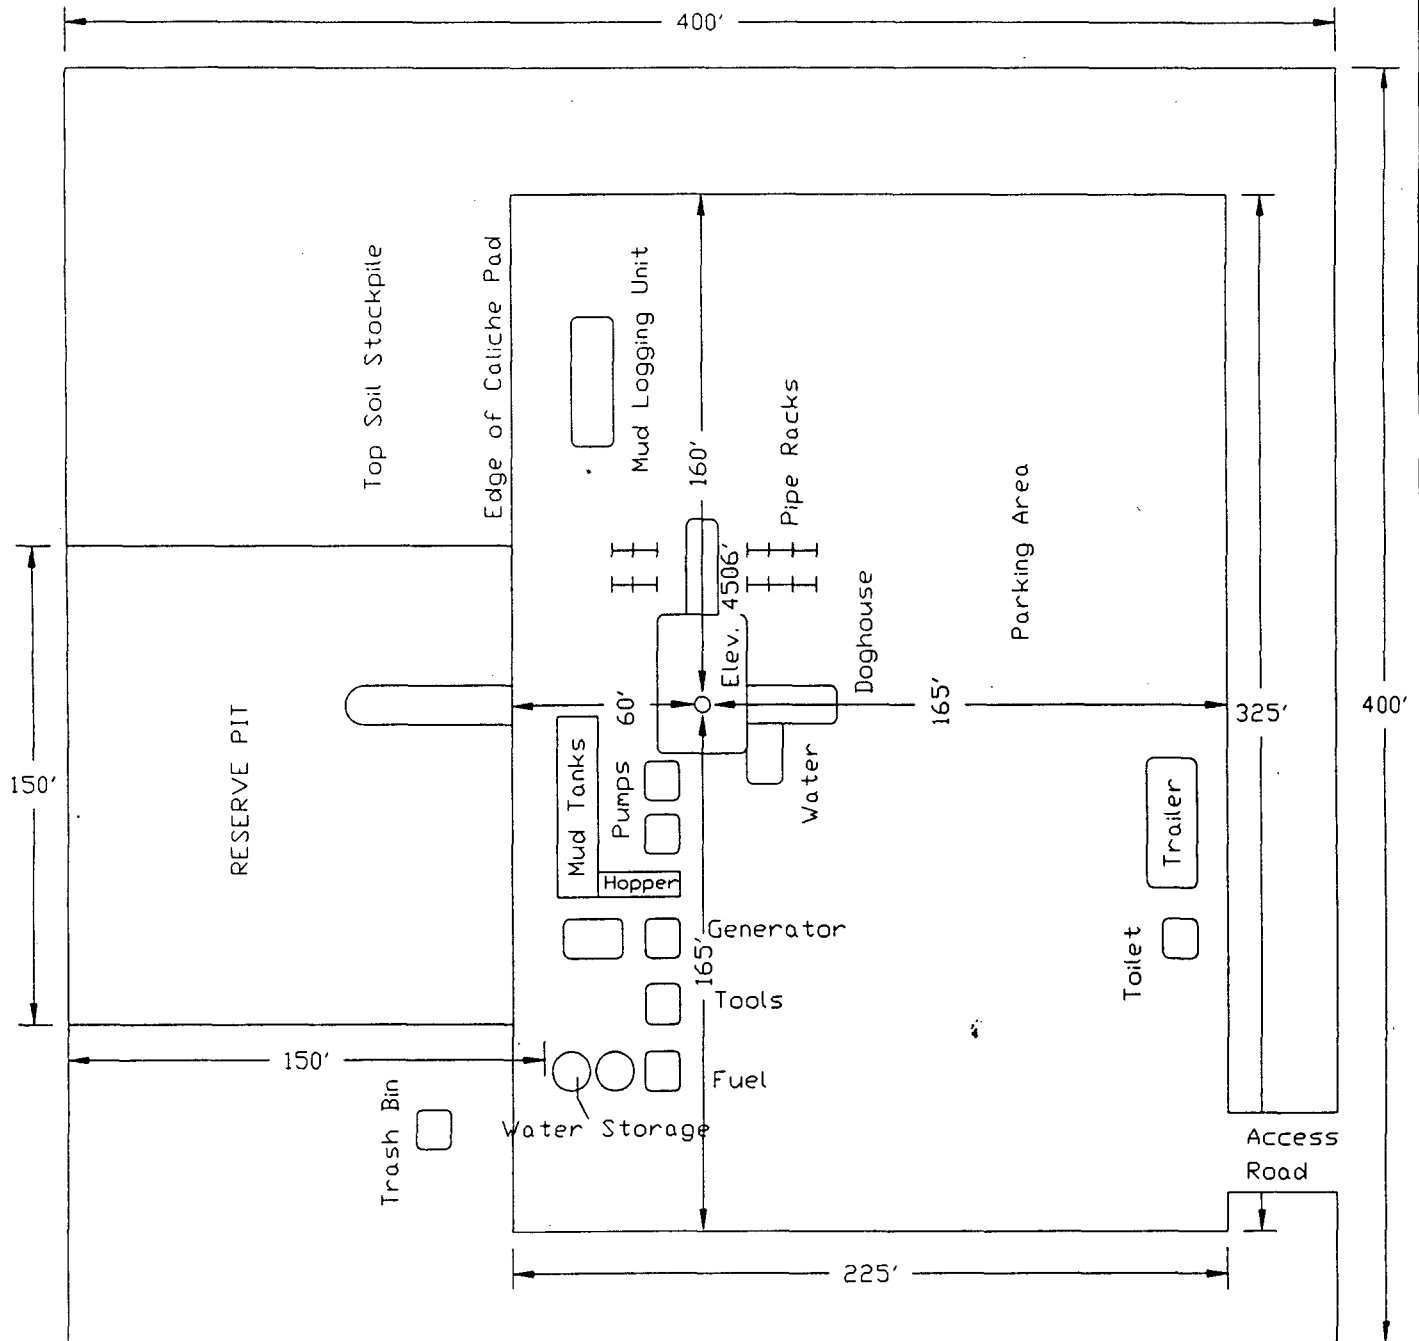 400'
Top Soil Stockpile
Edge of Caliche Pad
Mud Logging Unit
160'
Pipe Racks
Parking Area
Elev. 4506'
Doghouse
60'
165'
325'
400'
150'
RESERVE PIT
Mud Tanks
Pumps
Water
Trailer
Hopper
Generator
165'
Toilet
Tools
150'
Fuel
Trash Bin
Water Storage
Access
Road
225'